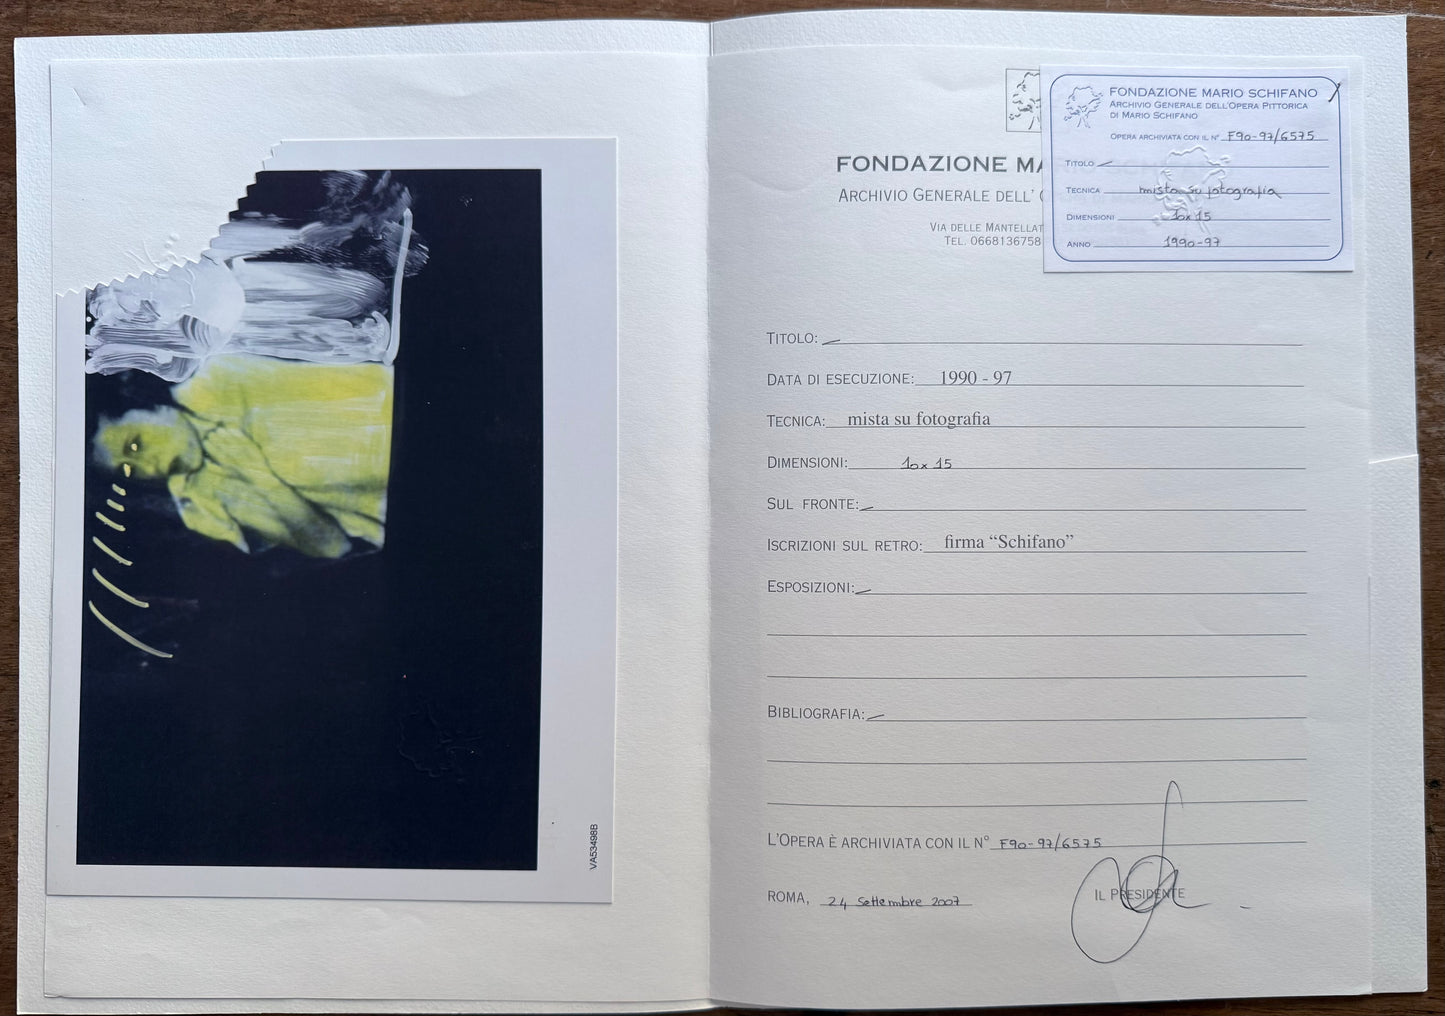 VA53498B
FONDAZIONE MA
ARCHIVIO GENERALE DELL'
VIA DELLE MANTELLAT
TEL. 0668136758
FONDAZIONE MARIO SCHIFANO
ARCHIVIO GENERALE DELL'OPERA PITTORICA
DI MARIO SCHIFANO
OPERA ARCHIVIATA CON IL N° F90-97/6575
TITOLO
TECNICA mista su fotografia
DIMENSIONI 10x15
ANNO 1990-97
TITOLO:
DATA DI ESECUZIONE: 1990 - 97
TECNICA: mista su fotografia
DIMENSIONI: 10x15
SUL FRONTE:
ISCRIZIONI SUL RETRO: firma “Schifano”
ESPOSIZIONI:
BIBLIOGRAFIA:
L'OPERA È ARCHIVIATA CON IL N° F90-97/6575
ROMA, 24 Settembre 2007
IL PRESIDENTE